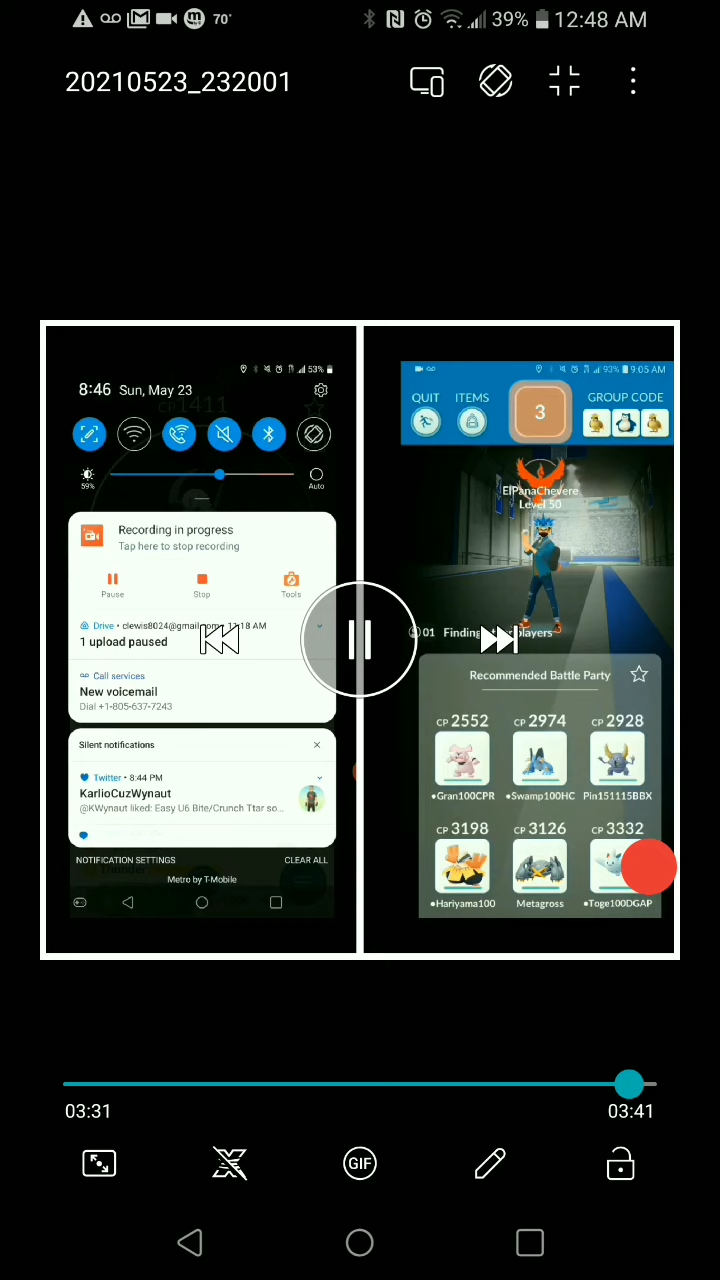 70°
39%
12:48 AM
20210523_232001
53%
8:46 Sun, May 23
CP1411
59%
Auto
Recording in progress
Tap here to stop recording
Pause
Stop
Tools
Drive • clewis8024@gmail.com • 11:18 AM
1 upload paused
Call services
New voicemail
Dial +1-805-637-7243
Silent notifications
Twitter • 8:44 PM
KarlioCuzWynaut
@KWynaut liked: Easy U6 Bite/Crunch Ttar so...
NOTIFICATION SETTINGS
CLEAR ALL
Metro by T-Mobile
93% 9:05 AM
QUIT
ITEMS
3
GROUP CODE
ElPanaChevere
Level 50
01 Finding other players
Recommended Battle Party
CP 2552
CP 2974
CP 2928
•Gran100CPR
•Swamp100HC
Pin151115BBX
CP 3198
CP 3126
CP 3332
•Hariyama100
Metagross
•Toge100DGAP
03:31
03:41
GIF